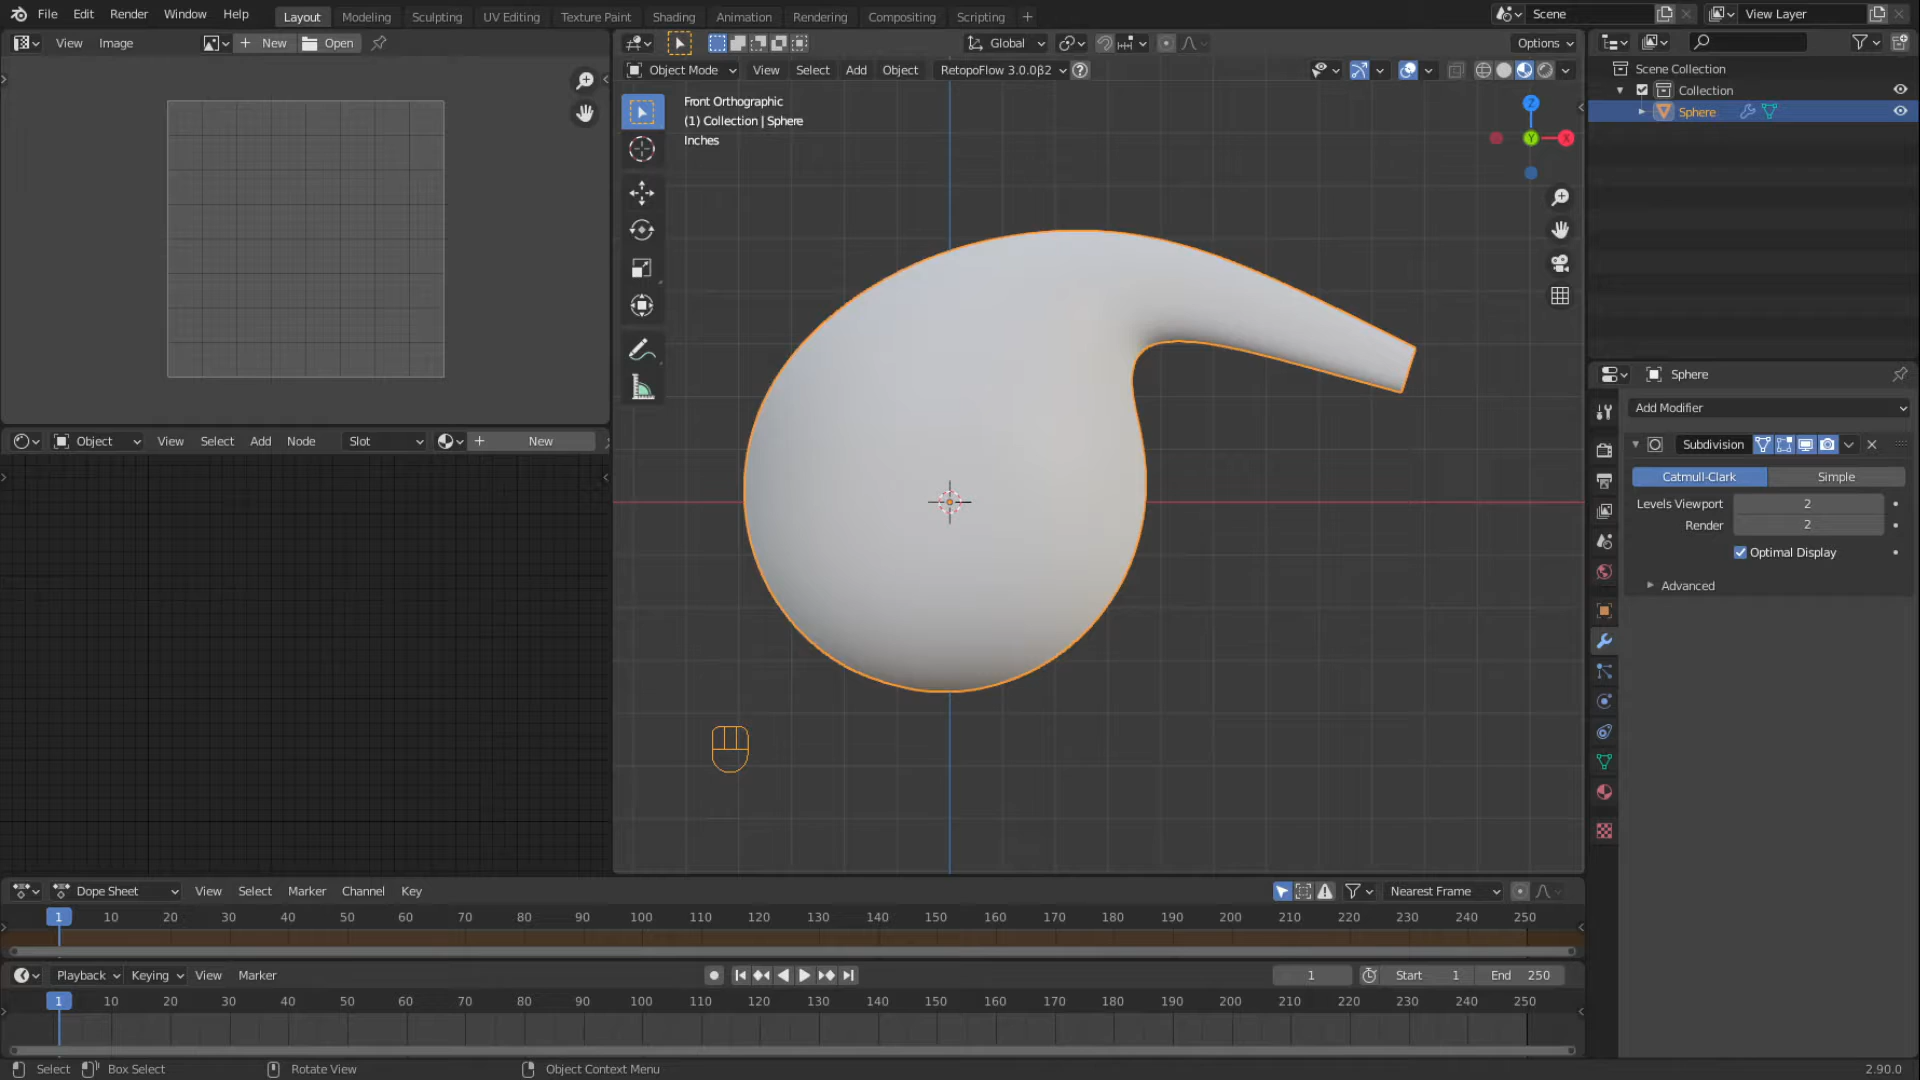 File Edit Render Window Help Layout Modeling Sculpting UV Editing Texture Paint Shading Animation Rendering Compositing Scripting + Scene View Layer
View Image + New Open Global Options
Object Mode View Select Add Object RetopoFlow 3.0.0β2
Scene Collection
Collection
Sphere
Front Orthographic
(1) Collection | Sphere
Inches
Z
Y
X
Sphere
Add Modifier
Subdivision
Catmull-Clark Simple
Levels Viewport 2
Render 2
Optimal Display
Advanced
Object View Select Add Node Slot + New
Dope Sheet View Select Marker Channel Key Nearest Frame
1 10 20 30 40 50 60 70 80 90 100 110 120 130 140 150 160 170 180 190 200 210 220 230 240 250
Playback Keying View Marker 1 Start 1 End 250
1 10 20 30 40 50 60 70 80 90 100 110 120 130 140 150 160 170 180 190 200 210 220 230 240 250
Select Box Select Rotate View Object Context Menu 2.90.0